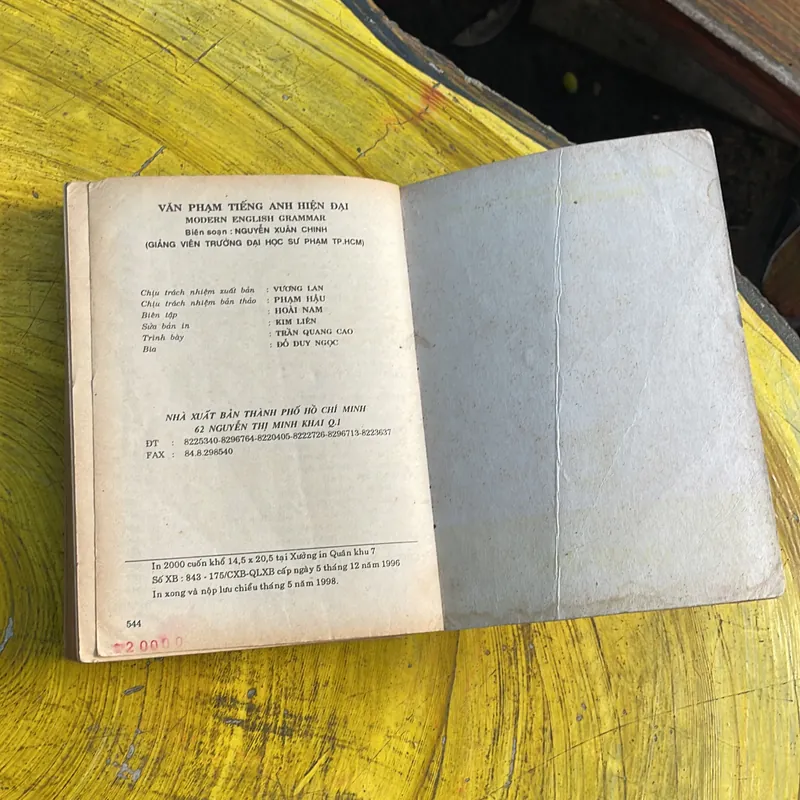 VĂN PHẠM TIẾNG ANH HIỆN ĐẠI
MODERN ENGLISH GRAMMAR
Biên soạn : NGUYỄN XUÂN CHINH
(GIẢNG VIÊN TRƯỜNG ĐẠI HỌC SƯ PHẠM TP.HCM)
Chịu trách nhiệm xuất bản : VƯƠNG LAN
Chịu trách nhiệm bản thảo : PHẠM HẬU
Biên tập : HOÀI NAM
Sửa bản in : KIM LIÊN
Trình bày : TRẦN QUANG CAO
Bìa : ĐỖ DUY NGỌC
NHÀ XUẤT BẢN THÀNH PHỐ HỒ CHÍ MINH
62 NGUYỄN THỊ MINH KHAI Q.1
ĐT : 8225340-8296764-8220405-8222726-8296713-8223637
FAX : 84.8.298540
In 2000 cuốn khổ 14,5 x 20,5 tại Xưởng in Quân khu 7
Số XB : 843 - 175/CXB-QLXB cấp ngày 5 tháng 12 năm 1996
In xong và nộp lưu chiểu tháng 5 năm 1998.
544
20000